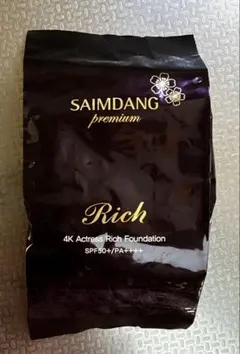 SAIMDANG
premium
Rich
4K Actress Rich Foundation
SPF50+/PA++++